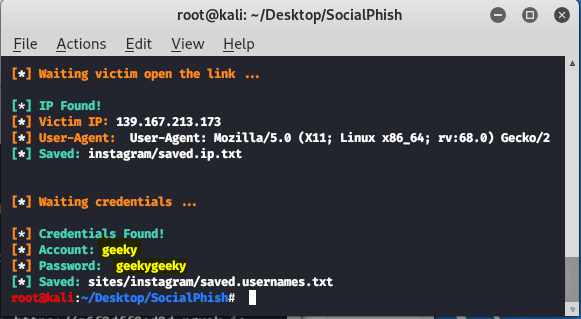 root@kali: ~/Desktop/SocialPhish
File Actions Edit View Help
[*] Waiting victim open the link ...
[*] IP Found!
[*] Victim IP: 139.167.213.173
[*] User-Agent: User-Agent: Mozilla/5.0 (X11; Linux x86_64; rv:68.0) Gecko/2
[*] Saved: instagram/saved.ip.txt
[*] Waiting credentials ...
[*] Credentials Found!
[*] Account: geeky
[*] Password: geekygeeky
[*] Saved: sites/instagram/saved.usernames.txt
root@kali:~/Desktop/SocialPhish#